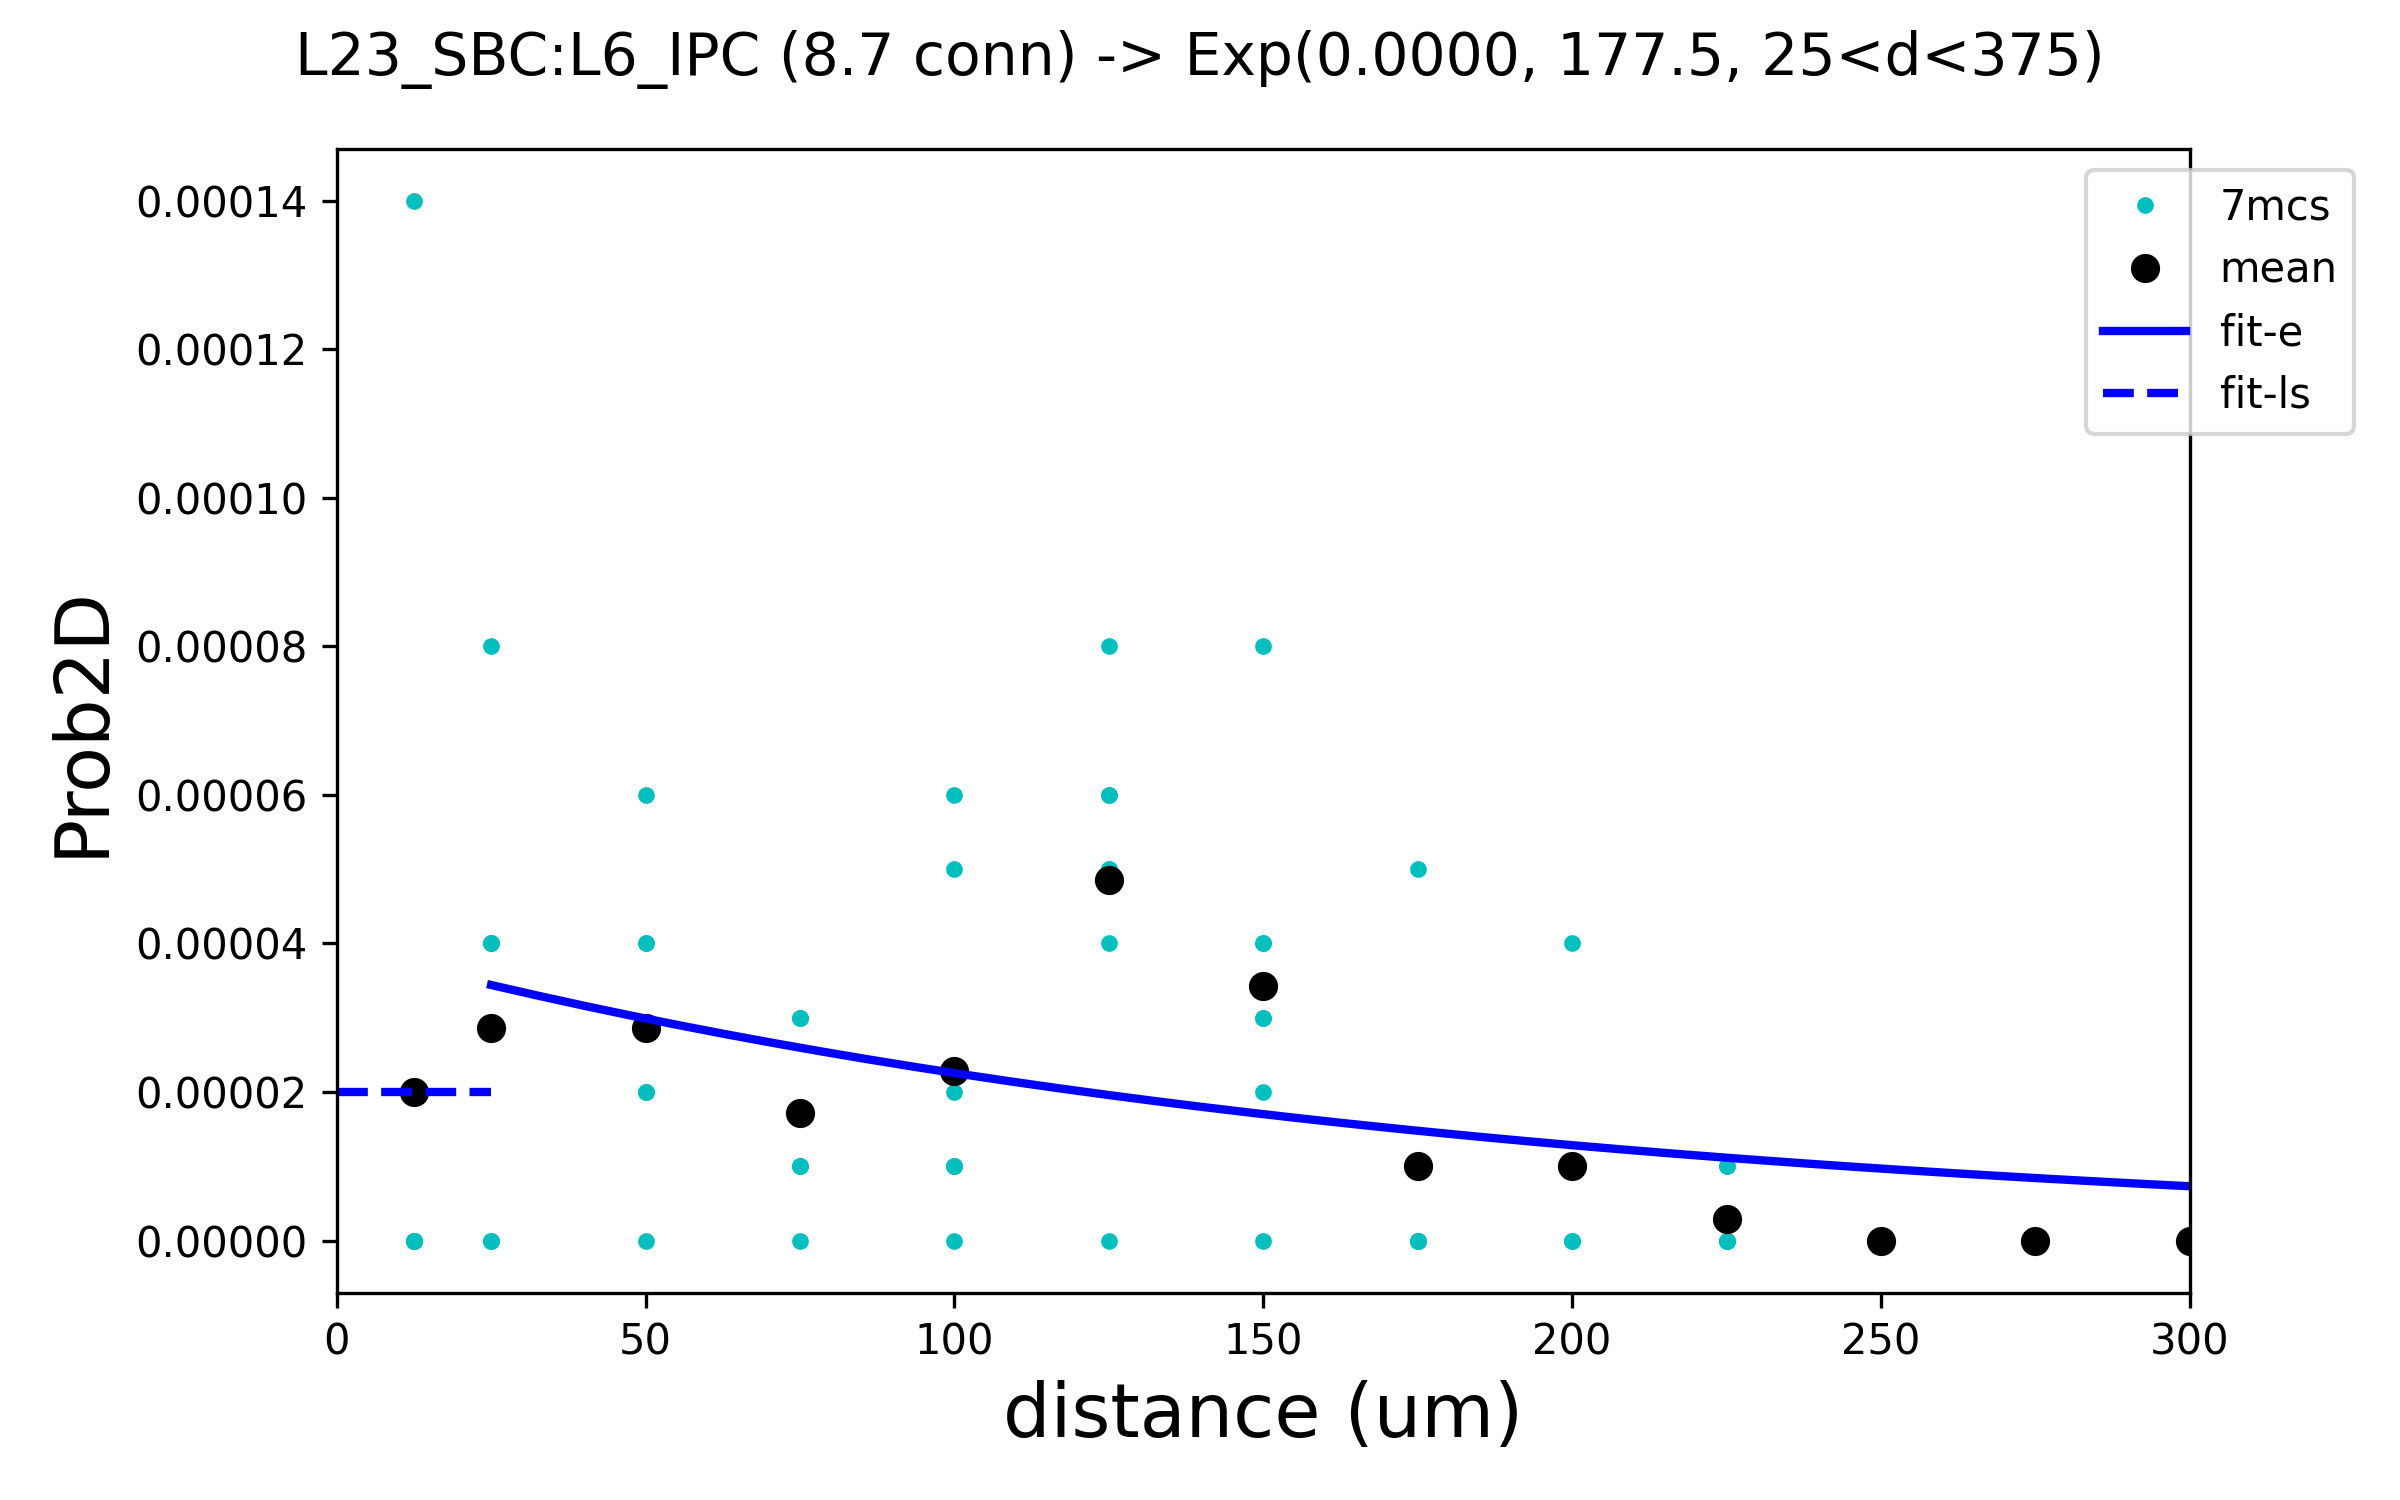 L23_SBC:L6_IPC (8.7 conn) -> Exp(0.0000, 177.5, 25<d<375)
7mcs
mean
fit-e
fit-ls
Prob2D
0.00014
0.00012
0.00010
0.00008
0.00006
0.00004
0.00002
0.00000
0 50 100 150 200 250 300
distance (um)